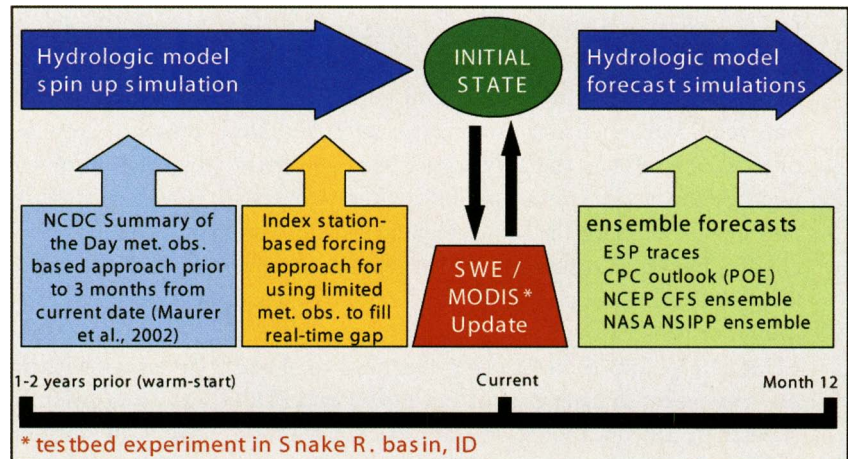 Hydrologic model
spin up simulation
INITIAL
STATE
Hydrologic model
forecast simulations
NCDC Summary of
the Day met. obs.
based approach prior
to 3 months from
current date (Maurer
et al., 2002)
Index station-
based forcing
approach for
using limited
met. obs. to fill
real-time gap
SWE /
MODIS*
Update
ensemble forecasts
ESP traces
CPC outlook (POE)
NCEP CFS ensemble
NASA NSIPP ensemble
1-2 years prior (warm-start)
Current
Month 12
* testbed experiment in Snake R. basin, ID